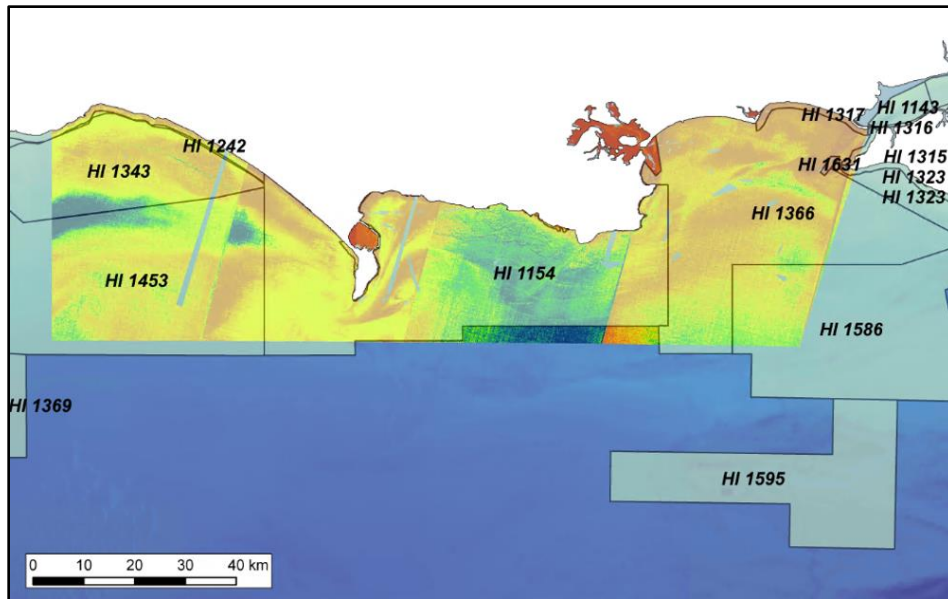 HI 1317
HI 1143
HI 1316
HI 1242
HI 1315
HI 1343
HI 1631
HI 1323
HI 1323
HI 1366
HI 1453
HI 1154
HI 1586
HI 1369
HI 1595
0 10 20 30 40 km